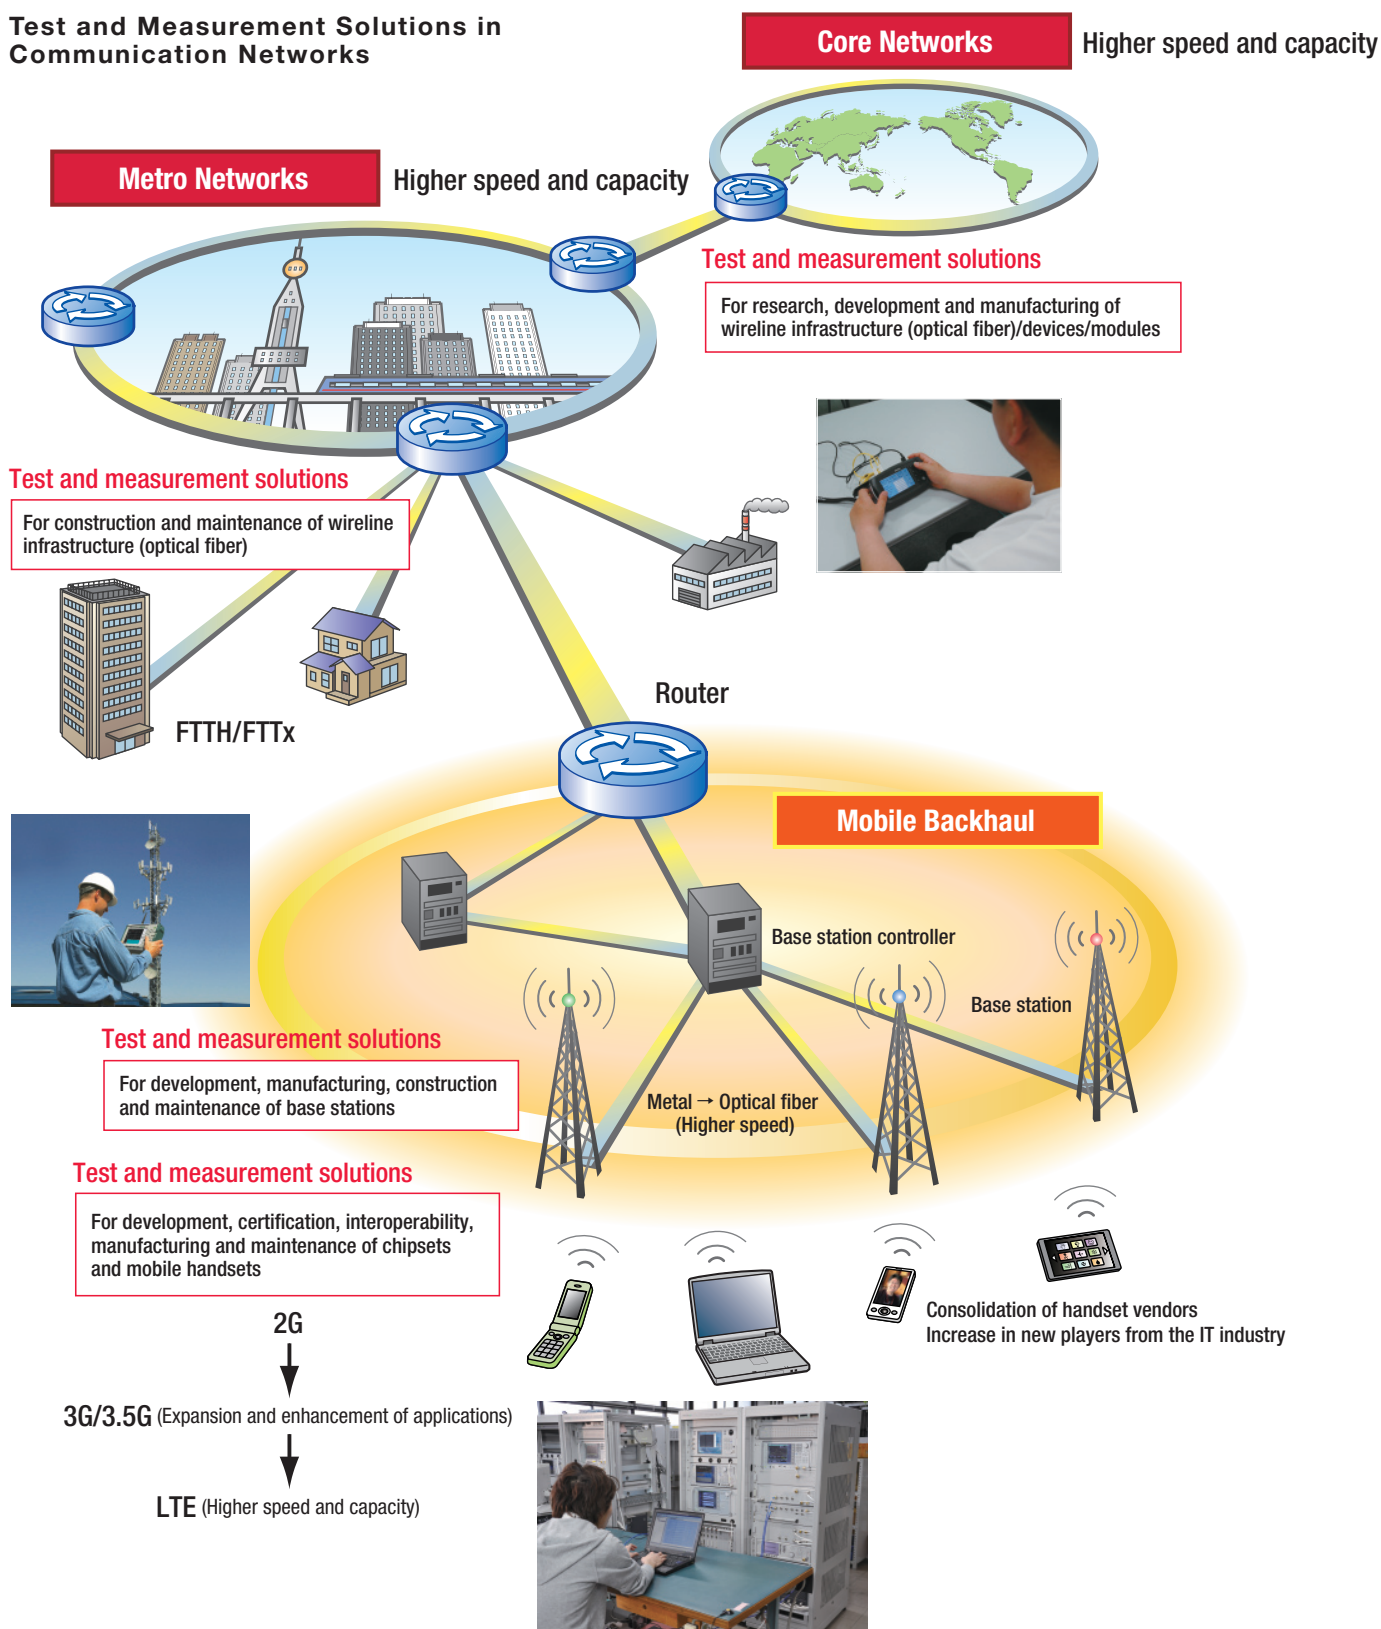 Test and Measurement Solutions in
Communication Networks
Core Networks
Higher speed and capacity
Metro Networks
Higher speed and capacity
Test and measurement solutions
For research, development and manufacturing of
wireline infrastructure (optical fiber)/devices/modules
Test and measurement solutions
For construction and maintenance of wireline
infrastructure (optical fiber)
FTTH/FTTx
Router
Mobile Backhaul
Base station controller
Base station
Test and measurement solutions
For development, manufacturing, construction
and maintenance of base stations
Metal → Optical fiber
(Higher speed)
Test and measurement solutions
For development, certification, interoperability,
manufacturing and maintenance of chipsets
and mobile handsets
Consolidation of handset vendors
Increase in new players from the IT industry
2G
3G/3.5G (Expansion and enhancement of applications)
LTE (Higher speed and capacity)